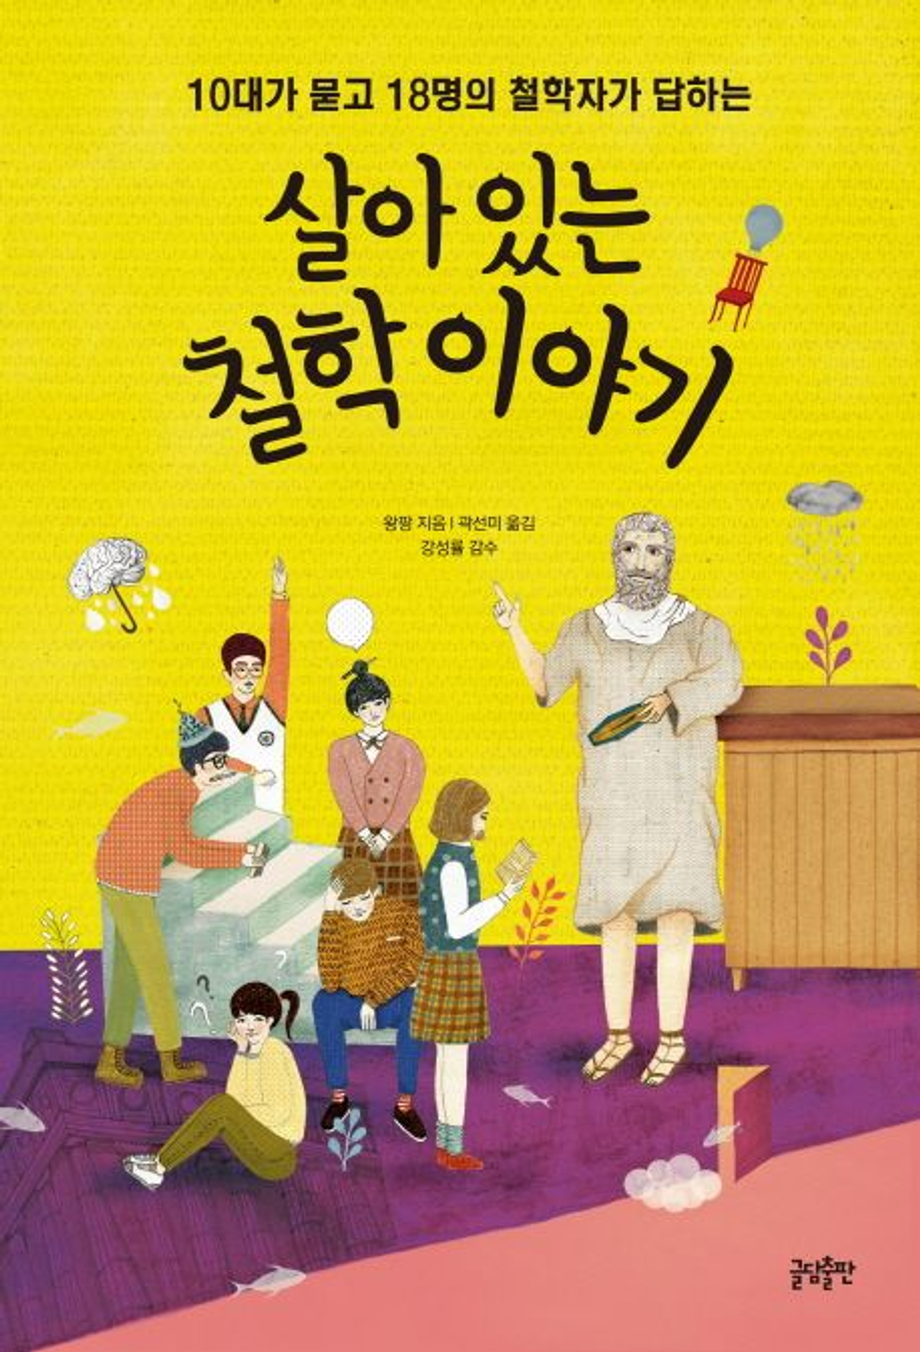 10대가 묻고 18명의 철학자가 답하는
살아 있는
철학 이야기
왕팡 지음 | 곽선미 옮김
강성률 감수
? ?
?
글담출판